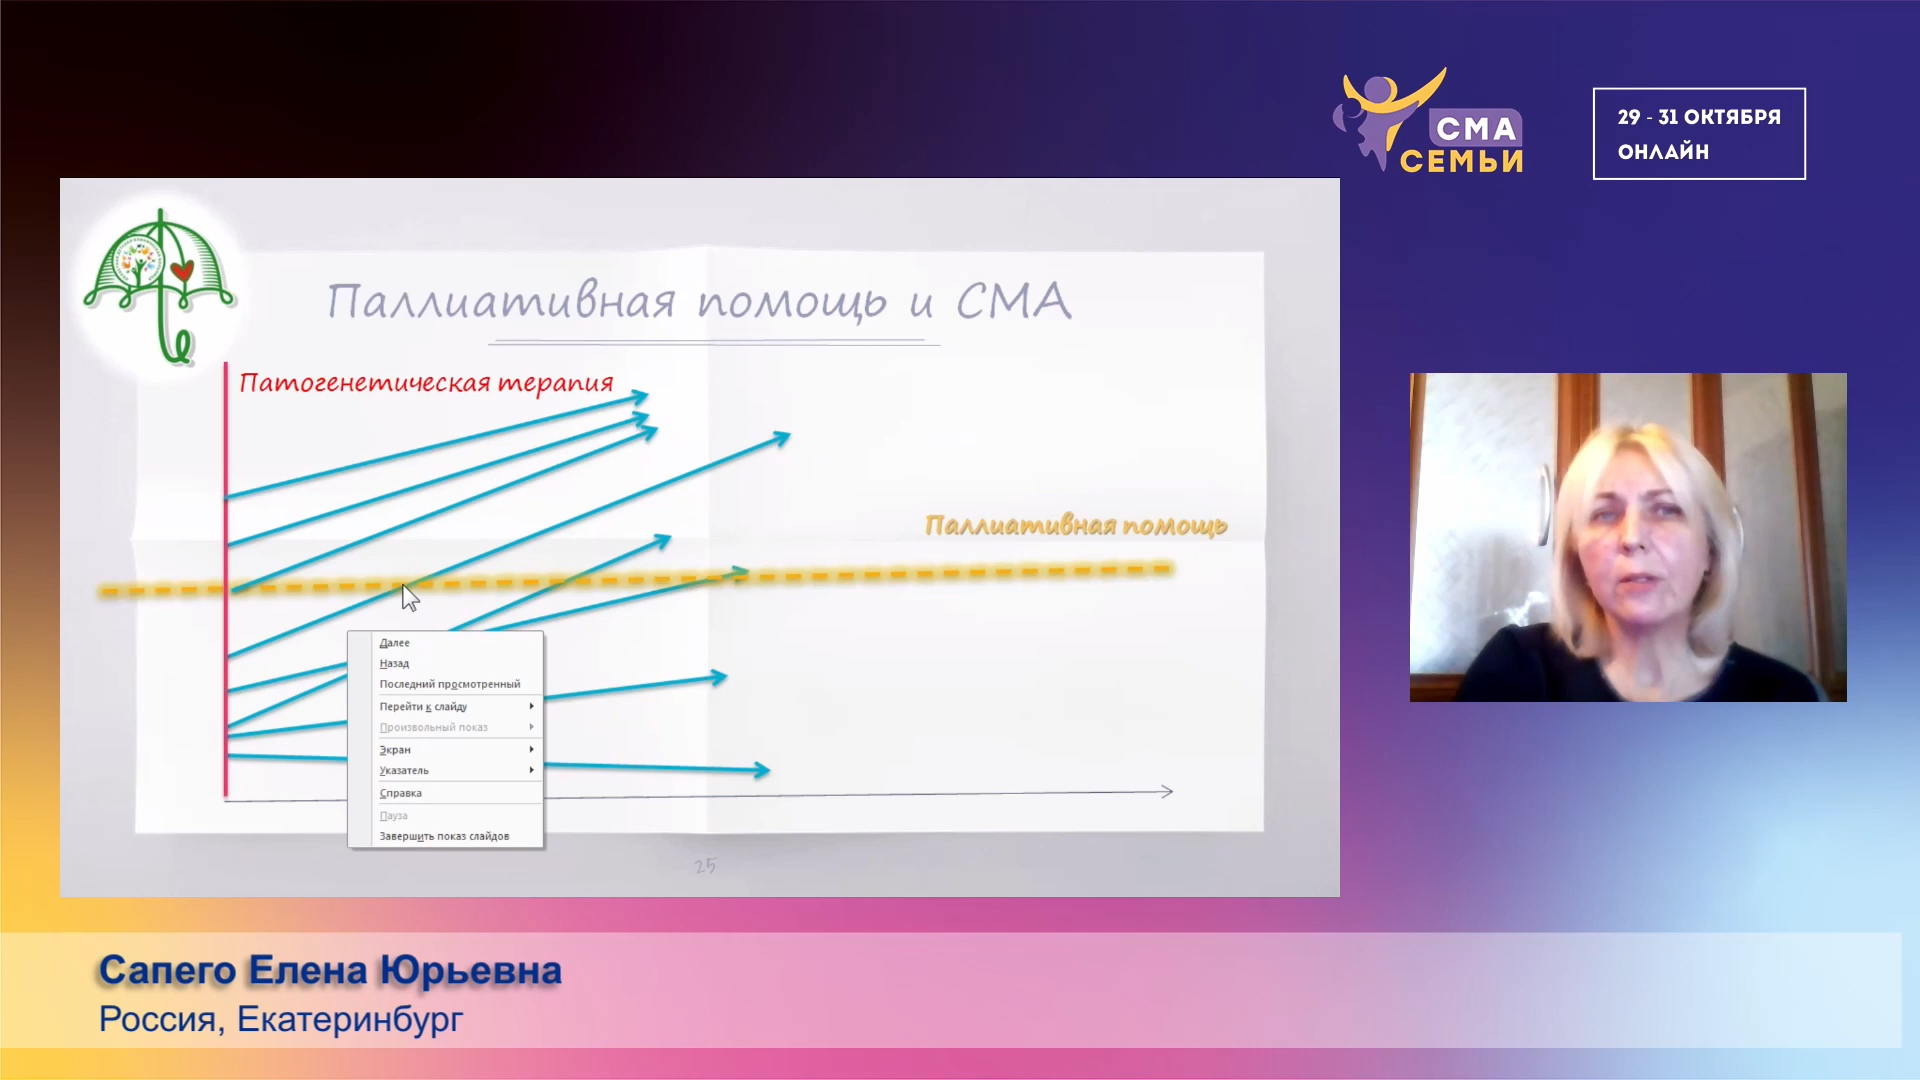 СМА
СЕМЬИ
29 - 31 ОКТЯБРЯ
ОНЛАЙН
Паллиативная помощь и СМА
Патогенетическая терапия
Паллиативная помощь
Далее
Назад
Последний просмотренный
Перейти к слайду
Произвольный показ
Экран
Указатель
Справка
Пауза
Завершить показ слайдов
25
Сапего Елена Юрьевна
Россия, Екатеринбург